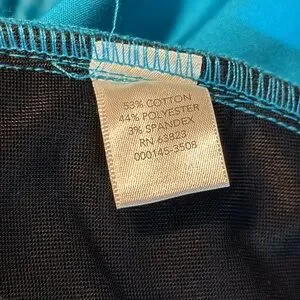 53% COTTON
44% POLYESTER
3% SPANDEX
RN 63823
000145-3508